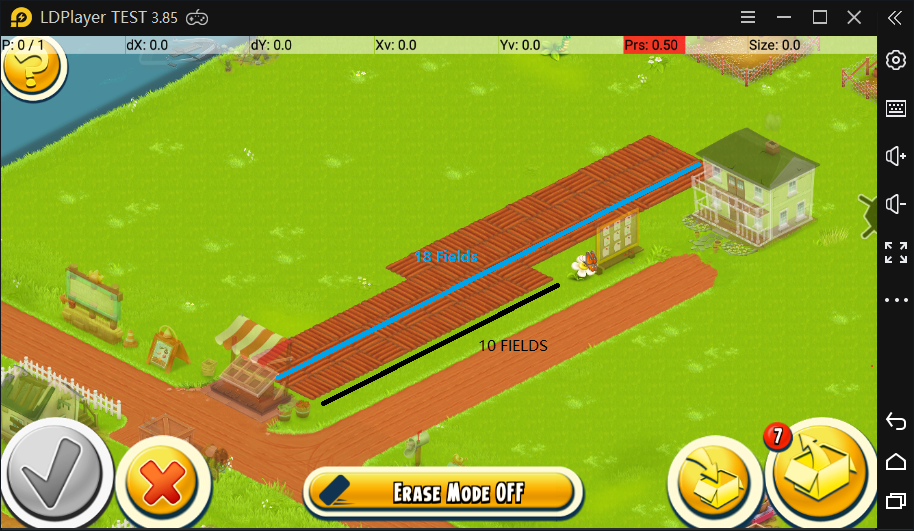 LDPlayer TEST 3.85
P: 0 / 1 dX: 0.0 dY: 0.0 Xv: 0.0 Yv: 0.0 Prs: 0.50 Size: 0.0
?
18 Fields
10 FIELDS
7
ERASE MODE OFF